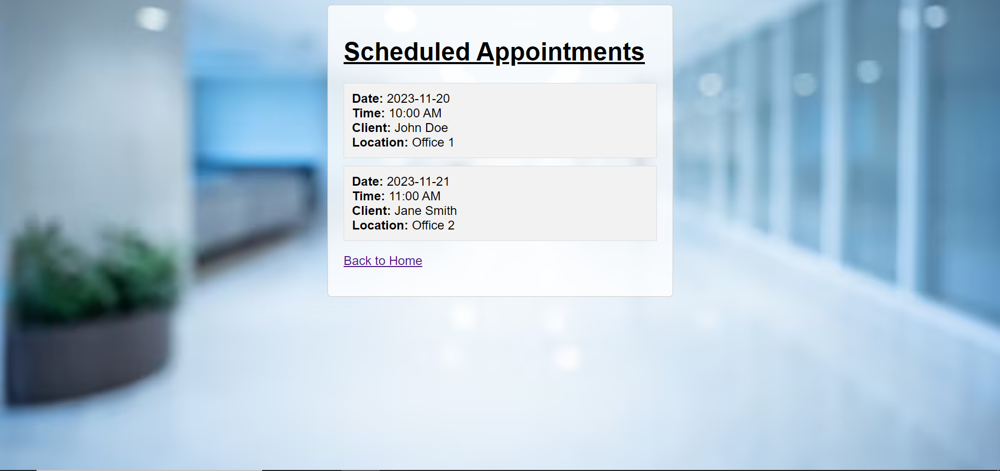 Scheduled Appointments
Date: 2023-11-20
Time: 10:00 AM
Client: John Doe
Location: Office 1
Date: 2023-11-21
Time: 11:00 AM
Client: Jane Smith
Location: Office 2
Back to Home